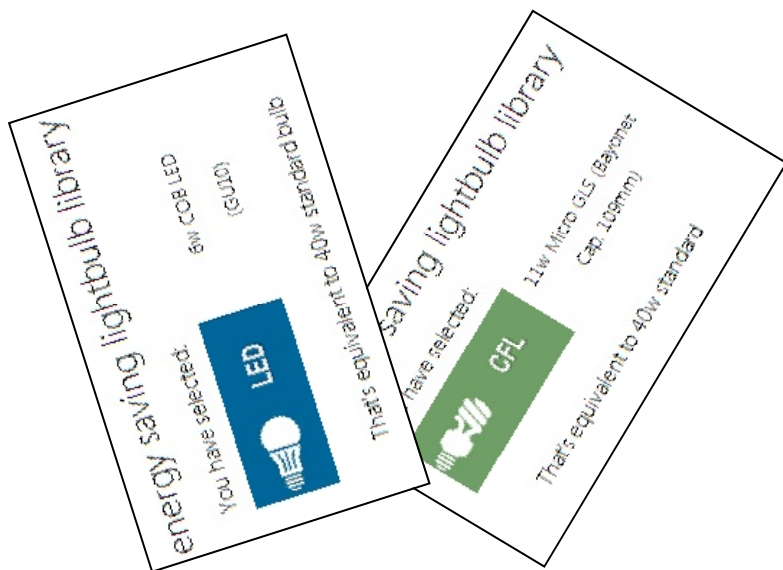 energy saving lightbulb library
You have selected:
LED
6w COB LED
(GU10)
That's equivalent to 40w standard bulb
saving lightbulb library
have selected:
CFL
11w Micro GLS (Bayonet
Cap, 109mm)
That's equivalent to 40w standard